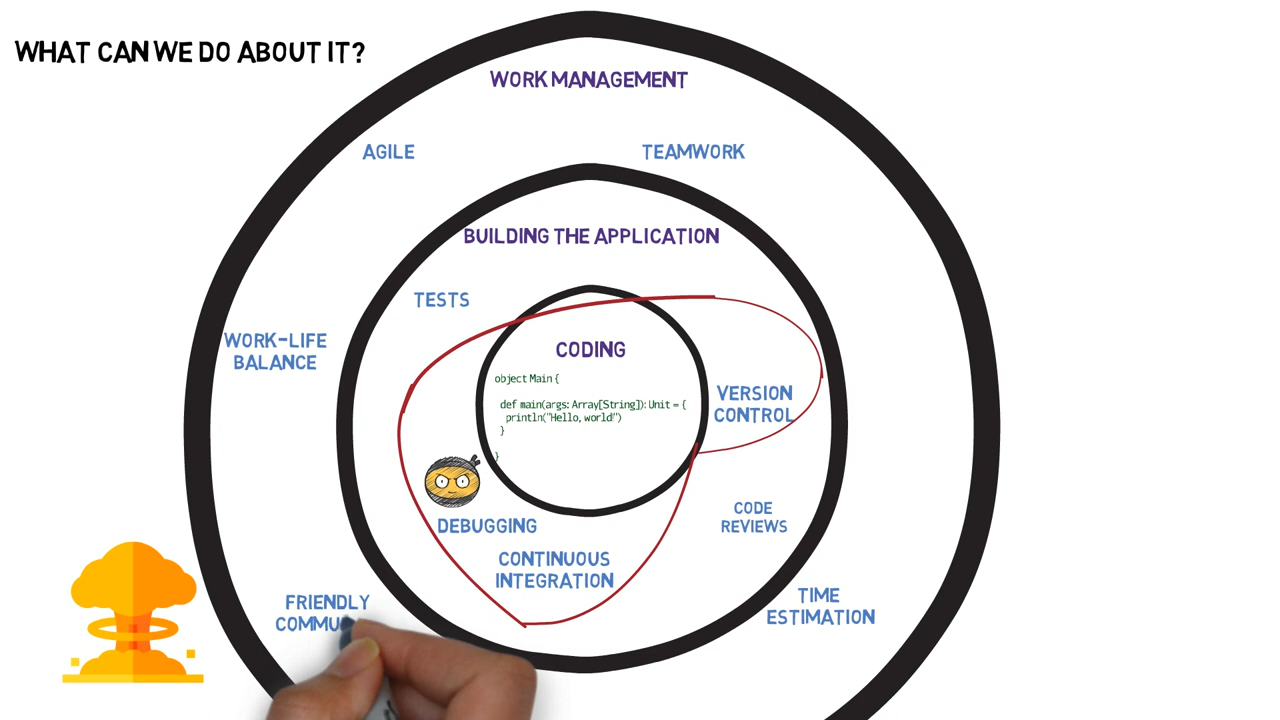 WHAT CAN WE DO ABOUT IT?
WORK MANAGEMENT
AGILE
TEAMWORK
BUILDING THE APPLICATION
TESTS
WORK-LIFE
BALANCE
CODING
object Main {
def main(args: Array[String]): Unit = {
println("Hello, world!")
}
}
VERSION
CONTROL
DEBUGGING
CODE
REVIEWS
CONTINUOUS
INTEGRATION
FRIENDLY
COMMU
TIME
ESTIMATION